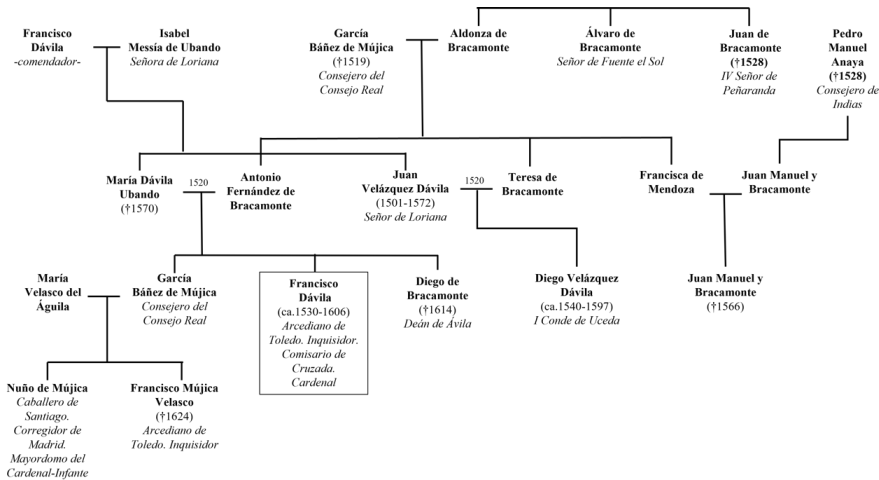 Francisco
Dávila
-comendador-
Isabel
Messía de Ubando
Señora de Loriana
García
Báñez de Mújica
(†1519)
Consejero del
Consejo Real
Aldonza de
Bracamonte
Álvaro de
Bracamonte
Señor de Fuente el Sol
Juan de
Bracamonte
(†1528)
IV Señor de
Peñaranda
Pedro
Manuel
Anaya
(†1528)
Consejero de
Indias
María Dávila
Ubando
(†1570)
1520
Antonio
Fernández de
Bracamonte
Juan
Velázquez Dávila
(1501-1572)
Señor de Loriana
1520
Teresa de
Bracamonte
Francisca de
Mendoza
Juan Manuel y
Bracamonte
María
Velasco del
Águila
García
Báñez de Mújica
Consejero del
Consejo Real
Francisco
Dávila
(ca.1530-1606)
Arcediano de
Toledo. Inquisidor.
Comisario de
Cruzada.
Cardenal
Diego de
Bracamonte
(†1614)
Deán de Ávila
Diego Velázquez
Dávila
(ca.1540-1597)
I Conde de Uceda
Juan Manuel y
Bracamonte
(†1566)
Nuño de Mújica
Caballero de
Santiago.
Corregidor de
Madrid.
Mayordomo del
Cardenal-Infante
Francisco Mújica
Velasco
(†1624)
Arcediano de
Toledo. Inquisidor